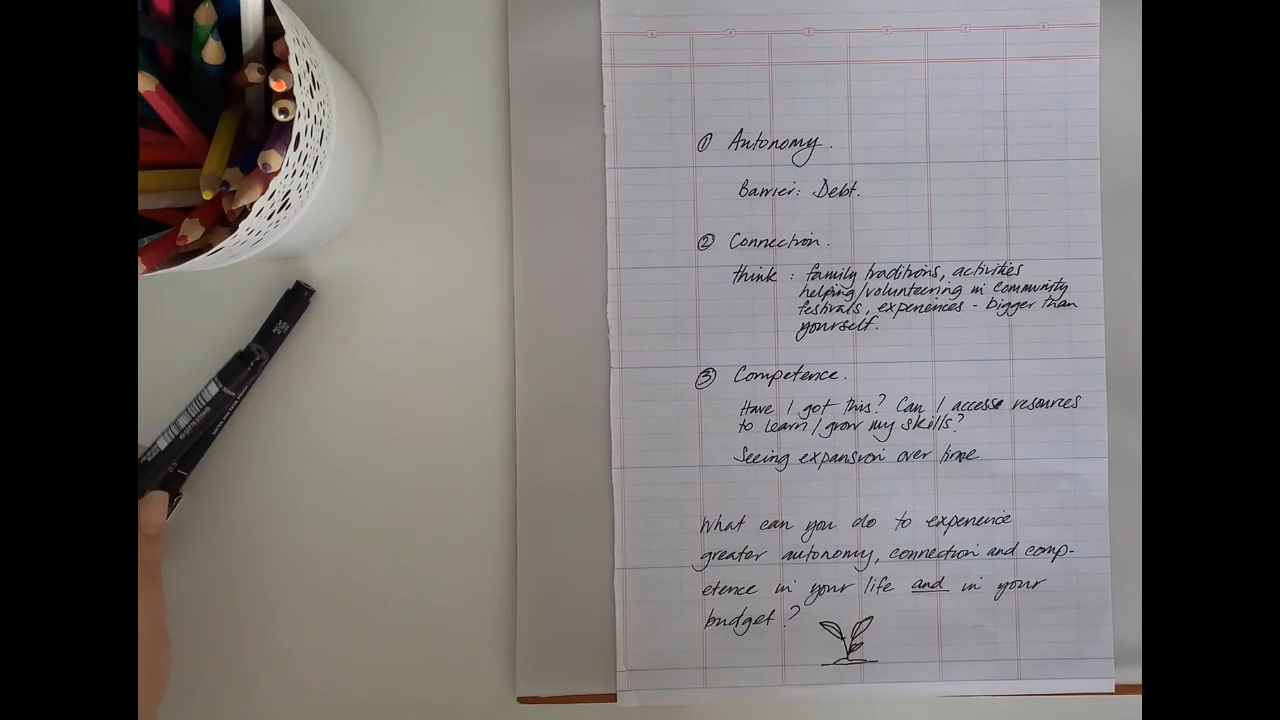 ① Autonomy.
Barrier: Debt.
② Connection.
think : family traditions, activities
helping/volunteering in community
festivals, experiences - bigger than
yourself.
③ Competence.
Have I got this? Can I access resources
to learn/grow my skills?
Seeing expansion over time
What can you do to experience
greater autonomy, connection and comp-
etence in your life and in your
budget?